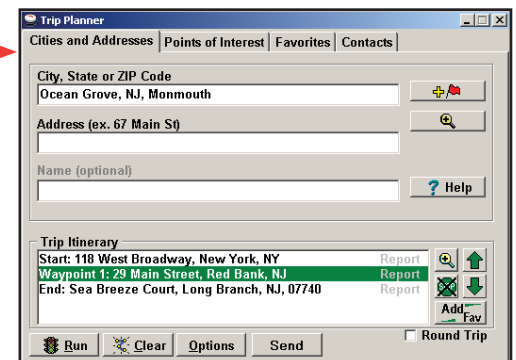 Trip Planner
Cities and Addresses Points of Interest Favorites Contacts
City, State or ZIP Code
Ocean Grove, NJ, Monmouth
Address (ex. 67 Main St)
Name (optional)
? Help
Trip Itinerary
Start: 118 West Broadway, New York, NY Report
Waypoint 1: 29 Main Street, Red Bank, NJ Report
End: Sea Breeze Court, Long Branch, NJ, 07740 Report
Add Fav
Round Trip
Run Clear Options Send